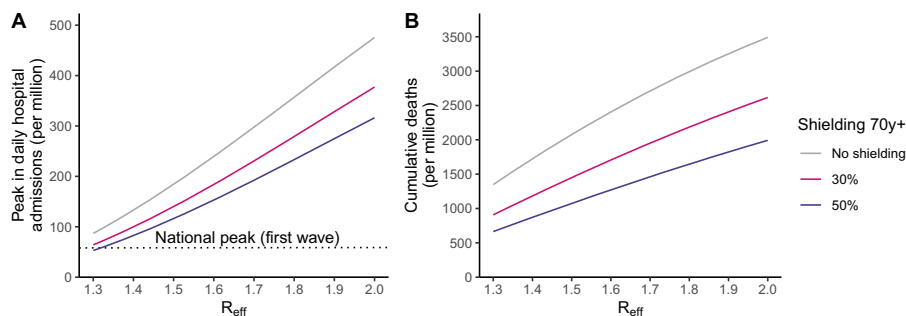 A
Peak in daily hospital
admissions (per million)
500
400
300
200
100
0
National peak (first wave)
1.3 1.4 1.5 1.6 1.7 1.8 1.9 2.0
Reff
B
Cumulative deaths
(per million)
3500
3000
2500
2000
1500
1000
500
0
1.3 1.4 1.5 1.6 1.7 1.8 1.9 2.0
Reff
Shielding 70y+
No shielding
30%
50%